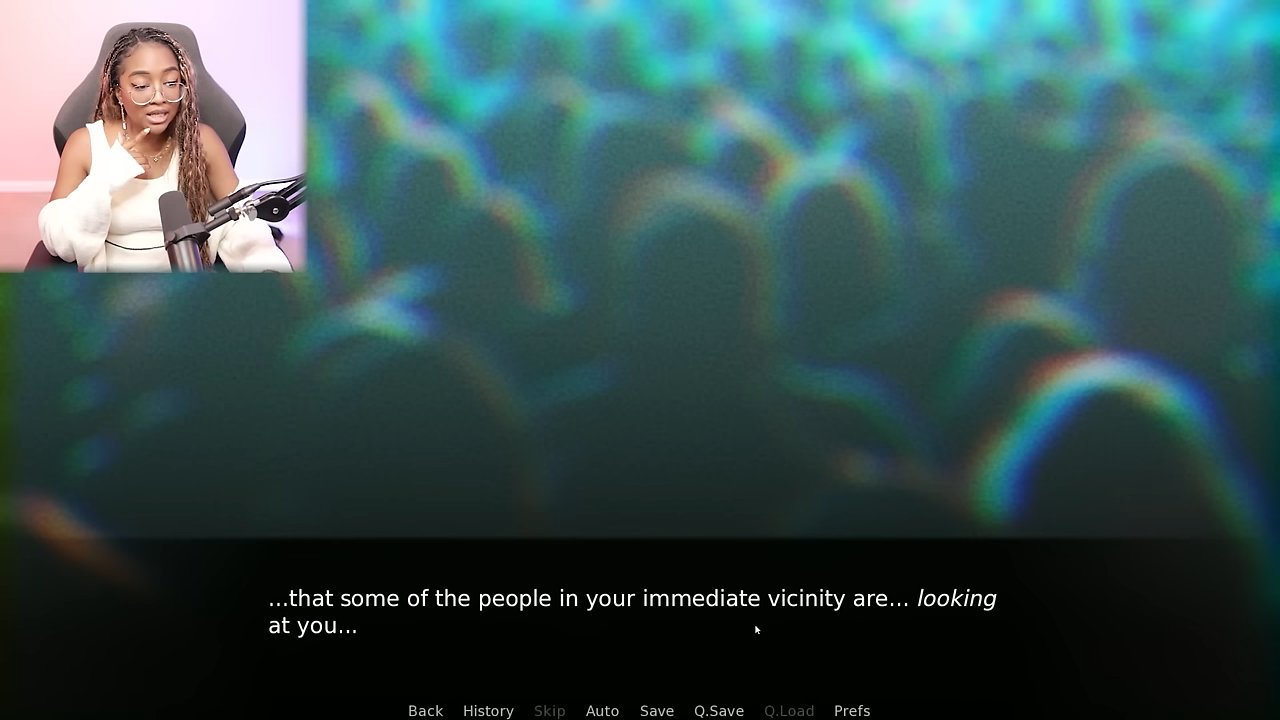 ...that some of the people in your immediate vicinity are... looking
at you...
Back History Skip Auto Save Q.Save Q.Load Prefs